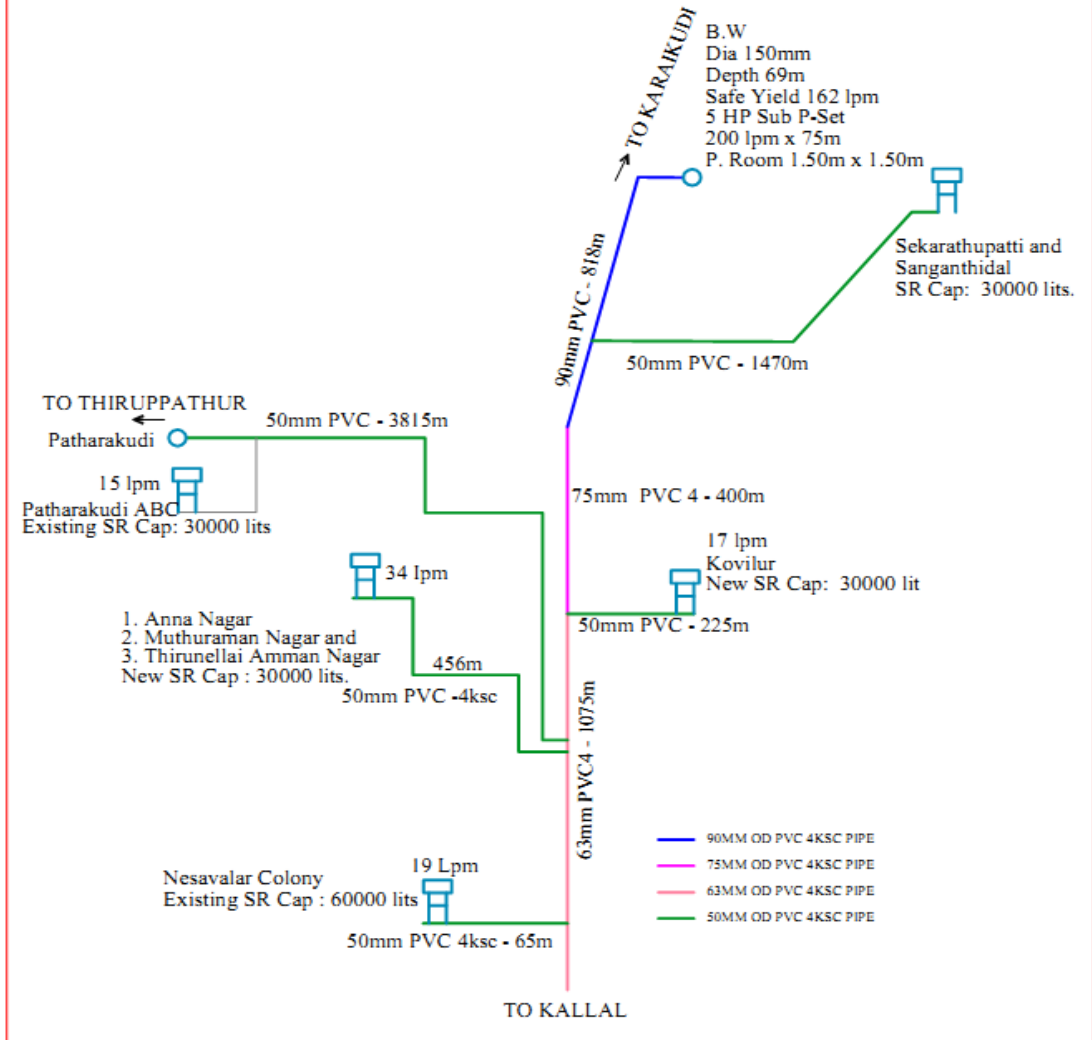 B.W
Dia 150mm
Depth 69m
Safe Yield 162 lpm
5 HP Sub P-Set
200 lpm x 75m
P. Room 1.50m x 1.50m
TO KARAIKUDI
Sekarathupatti and
Sanganthidal
SR Cap: 30000 lits.
90mm PVC - 818m
50mm PVC - 1470m
TO THIRUPPATHUR
50mm PVC - 3815m
Patharakudi
15 lpm
Patharakudi ABC
Existing SR Cap: 30000 lits
75mm PVC 4 - 400m
17 lpm
Kovilur
New SR Cap: 30000 lit
50mm PVC - 225m
34 lpm
1. Anna Nagar
2. Muthuraman Nagar and
3. Thirunellai Amman Nagar
New SR Cap : 30000 lits.
456m
50mm PVC -4ksc
63mm PVC4 - 1075m
19 Lpm
Nesavalar Colony
Existing SR Cap : 60000 lits
50mm PVC 4ksc - 65m
90MM OD PVC 4KSC PIPE
75MM OD PVC 4KSC PIPE
63MM OD PVC 4KSC PIPE
50MM OD PVC 4KSC PIPE
TO KALLAL